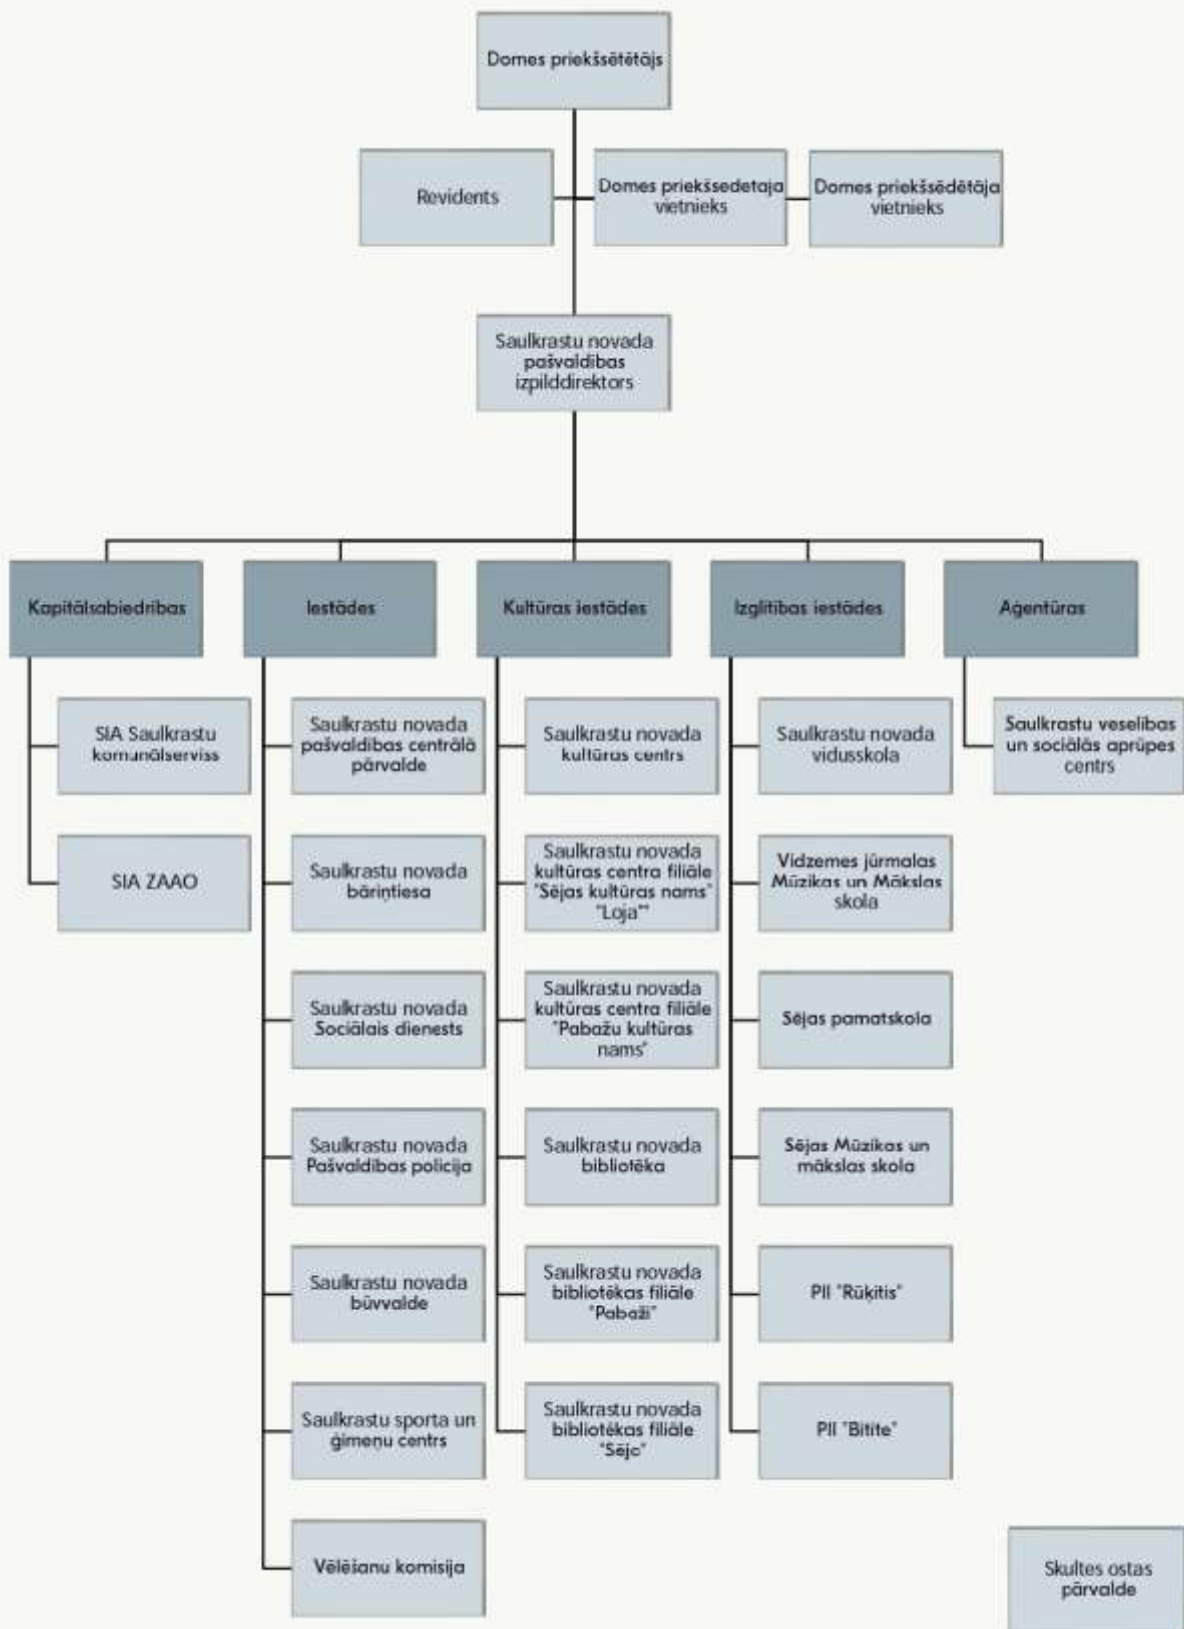 Domes priekšsētētājs
Revidents
Domes priekšsedetaja
vietnieks
Domes priekšsēdētāja
vietnieks
Saulkrastu novada
pašvaldības
izpilddirektors
Kapitālsabiedrības
Iestādes
Kultūras iestādes
Izglītības iestādes
Aģentūras
SIA Saulkrastu
komunālserviss
SIA ZAAO
Saulkrastu novada
pašvaldības centrālā
pārvalde
Saulkrastu novada
bāriņtiesa
Saulkrastu novada
Sociālais dienests
Saulkrastu novada
Pašvaldības policija
Saulkrastu novada
būvvalde
Saulkrastu sporta un
ģimeņu centrs
Vēlēšanu komisija
Saulkrastu novada
kultūras centrs
Saulkrastu novada
kultūras centra filiāle
"Sējas kultūras nams"
"Loja""
Saulkrastu novada
kultūras centra filiāle
"Pabažu kultūras
nams"
Saulkrastu novada
bibliotēka
Saulkrastu novada
bibliotēkas filiāle
"Pabaži"
Saulkrastu novada
bibliotēkas filiāle
"Sējc"
Saulkrastu novada
vidusskola
Vidzemes jūrmalas
Mūzikas un Mākslas
skola
Sējas pamatskola
Sējas Mūzikas un
mākslas skola
PII "Rūķītis"
PII "Bitīte"
Saulkrastu veselības
un sociālās aprūpes
centrs
Skultes ostas
pārvalde